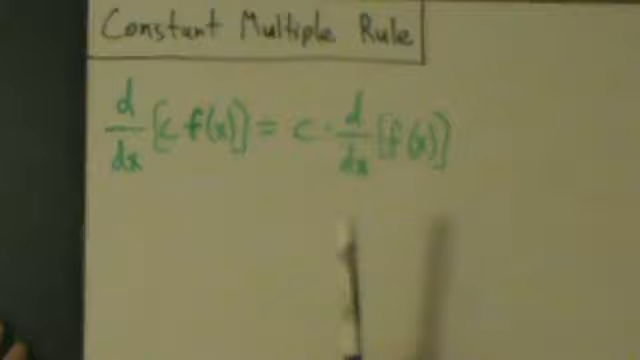 Constant Multiple Rule
d/dx [c f(x)] = c · d/dx [f(x)]